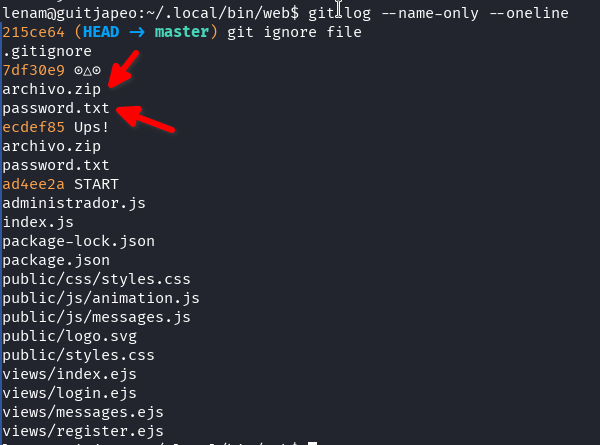 lenam@guitjapeo:~/.local/bin/web$ git log --name-only --oneline
215ce64 (HEAD → master) git ignore file
.gitignore
7df30e9 ⊙△⊙
archivo.zip
password.txt
ecdef85 Ups!
archivo.zip
password.txt
ad4ee2a START
administrador.js
index.js
package-lock.json
package.json
public/css/styles.css
public/js/animation.js
public/js/messages.js
public/logo.svg
public/styles.css
views/index.ejs
views/login.ejs
views/messages.ejs
views/register.ejs